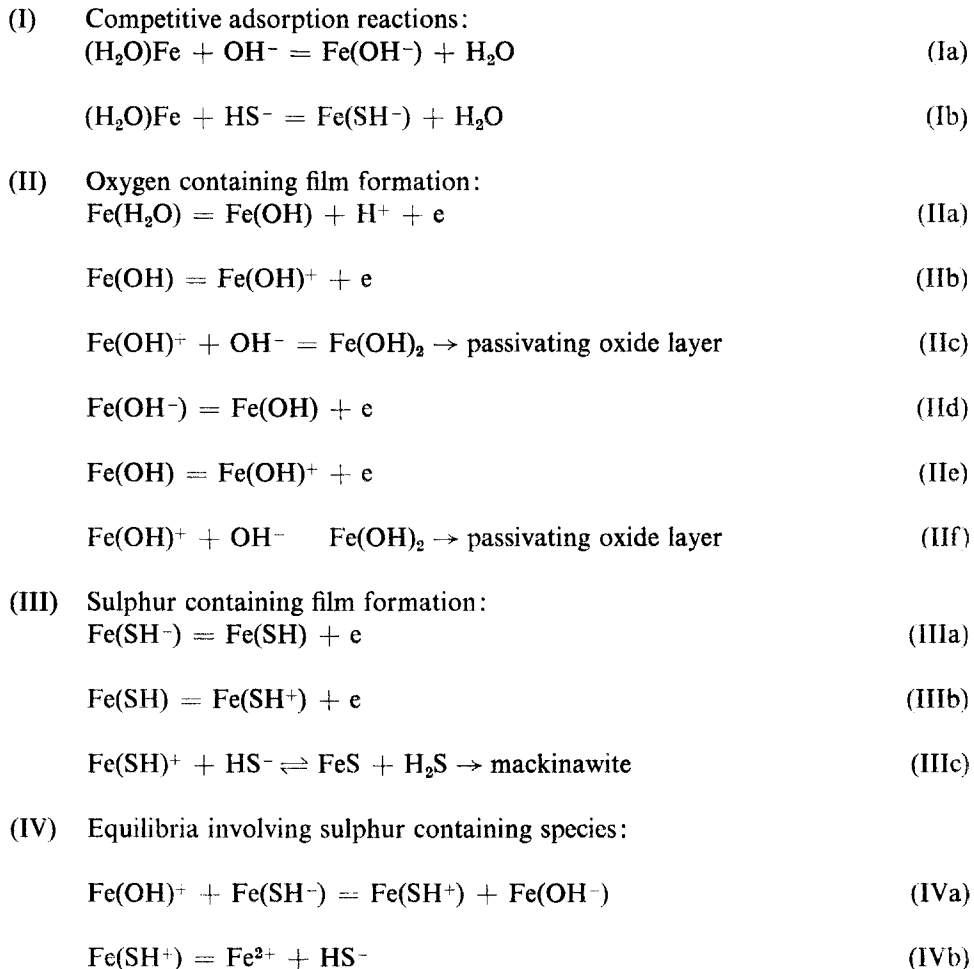 (I) Competitive adsorption reactions:
(H₂O)Fe + OH⁻ = Fe(OH⁻) + H₂O (Ia)
(H₂O)Fe + HS⁻ = Fe(SH⁻) + H₂O (Ib)
(II) Oxygen containing film formation:
Fe(H₂O) = Fe(OH) + H⁺ + e (IIa)
Fe(OH) = Fe(OH)⁺ + e (IIb)
Fe(OH)⁺ + OH⁻ = Fe(OH)₂ → passivating oxide layer (IIc)
Fe(OH⁻) = Fe(OH) + e (IId)
Fe(OH) = Fe(OH)⁺ + e (IIe)
Fe(OH)⁺ + OH⁻ Fe(OH)₂ → passivating oxide layer (IIf)
(III) Sulphur containing film formation:
Fe(SH⁻) = Fe(SH) + e (IIIa)
Fe(SH) = Fe(SH⁺) + e (IIIb)
Fe(SH)⁺ + HS⁻ ⇌ FeS + H₂S → mackinawite (IIIc)
(IV) Equilibria involving sulphur containing species:
Fe(OH)⁺ + Fe(SH⁻) = Fe(SH⁺) + Fe(OH⁻) (IVa)
Fe(SH⁺) = Fe²⁺ + HS⁻ (IVb)